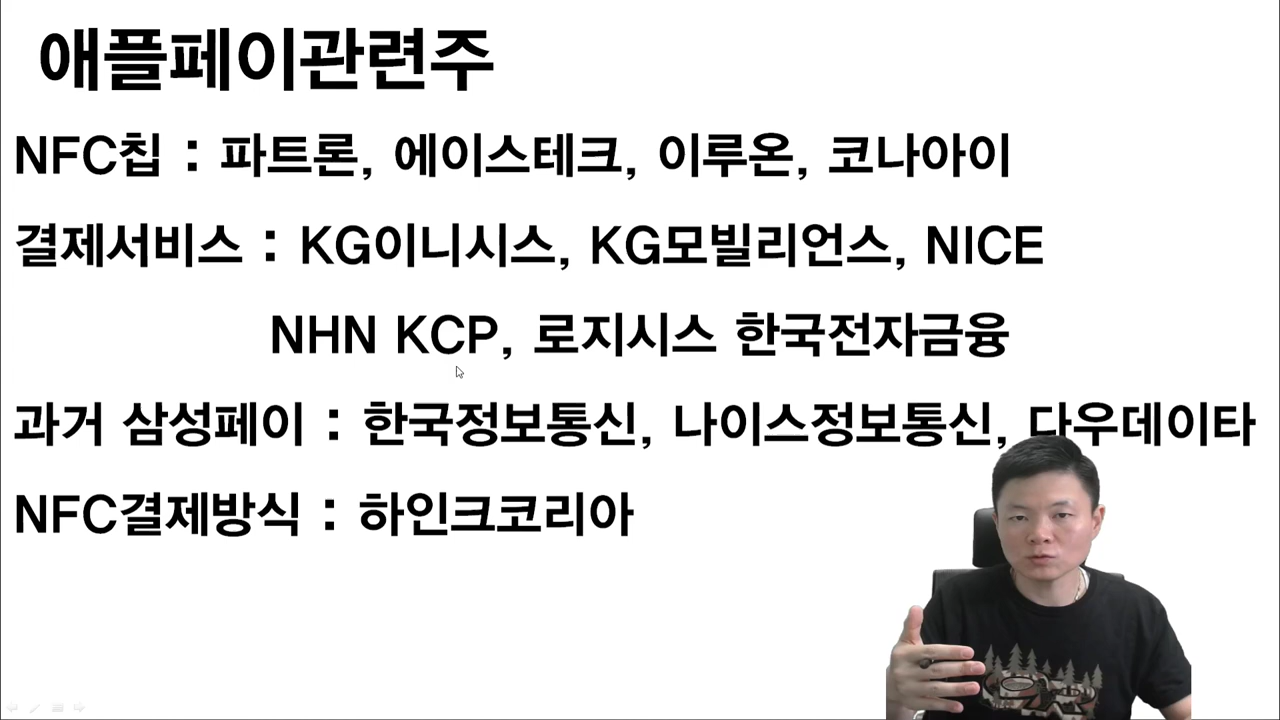 애플페이관련주
NFC칩 : 파트론, 에이스테크, 이루온, 코나아이
결제서비스 : KG이니시스, KG모빌리언스, NICE
NHN KCP, 로지시스 한국전자금융
과거 삼성페이 : 한국정보통신, 나이스정보통신, 다우데이타
NFC결제방식 : 하인크코리아